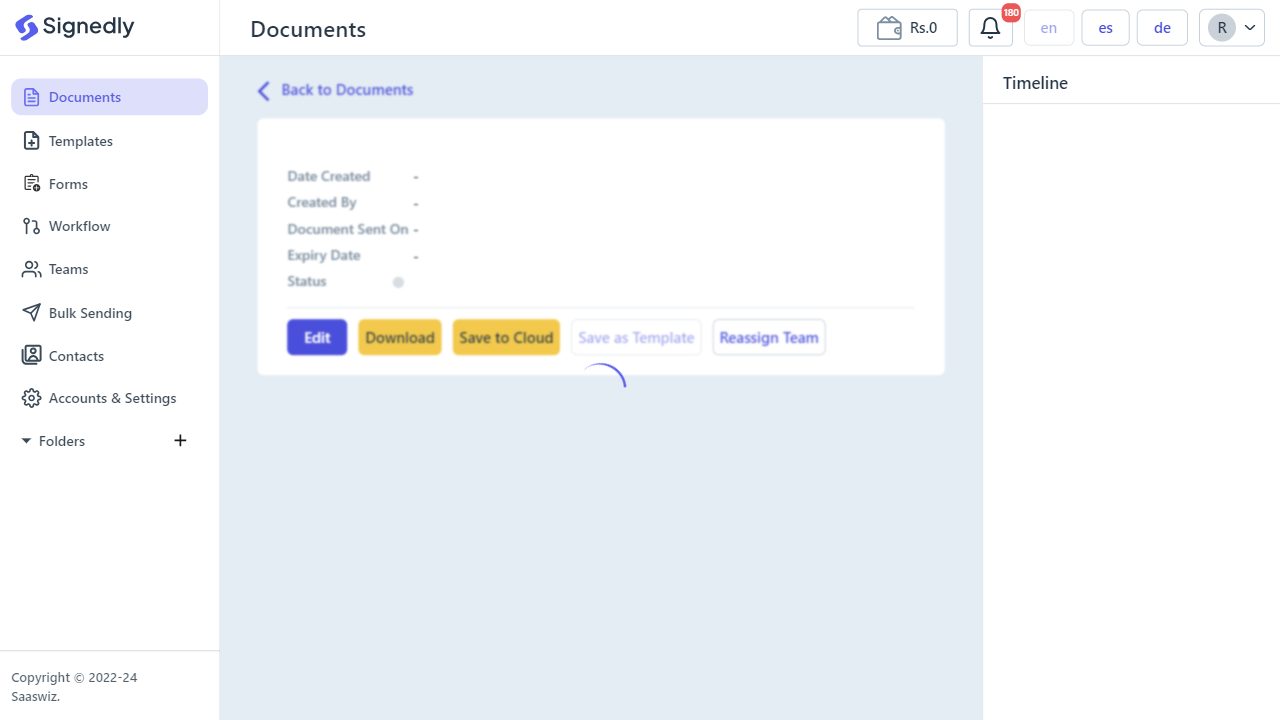 Signedly
Documents
Rs.0
180
en
es
de
R
Documents
Templates
Forms
Workflow
Teams
Bulk Sending
Contacts
Accounts & Settings
Folders
Copyright © 2022-24
Saaswiz.
Back to Documents
Date Created -
Created By -
Document Sent On -
Expiry Date -
Status
Edit
Download
Save to Cloud
Save as Template
Reassign Team
Timeline